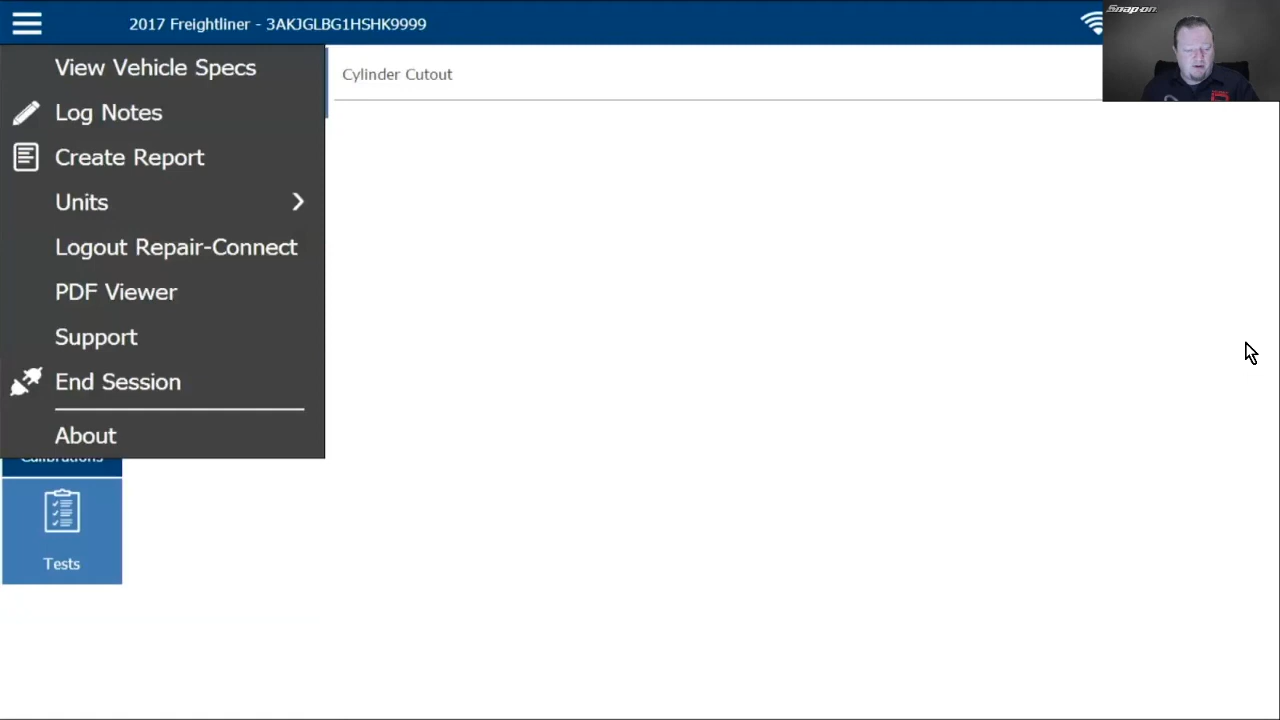 2017 Freightliner - 3AKJGLBG1HSHK9999
Snap-on
View Vehicle Specs
Log Notes
Create Report
Units
Logout Repair-Connect
PDF Viewer
Support
End Session
About
Cylinder Cutout
Calibrations
Tests